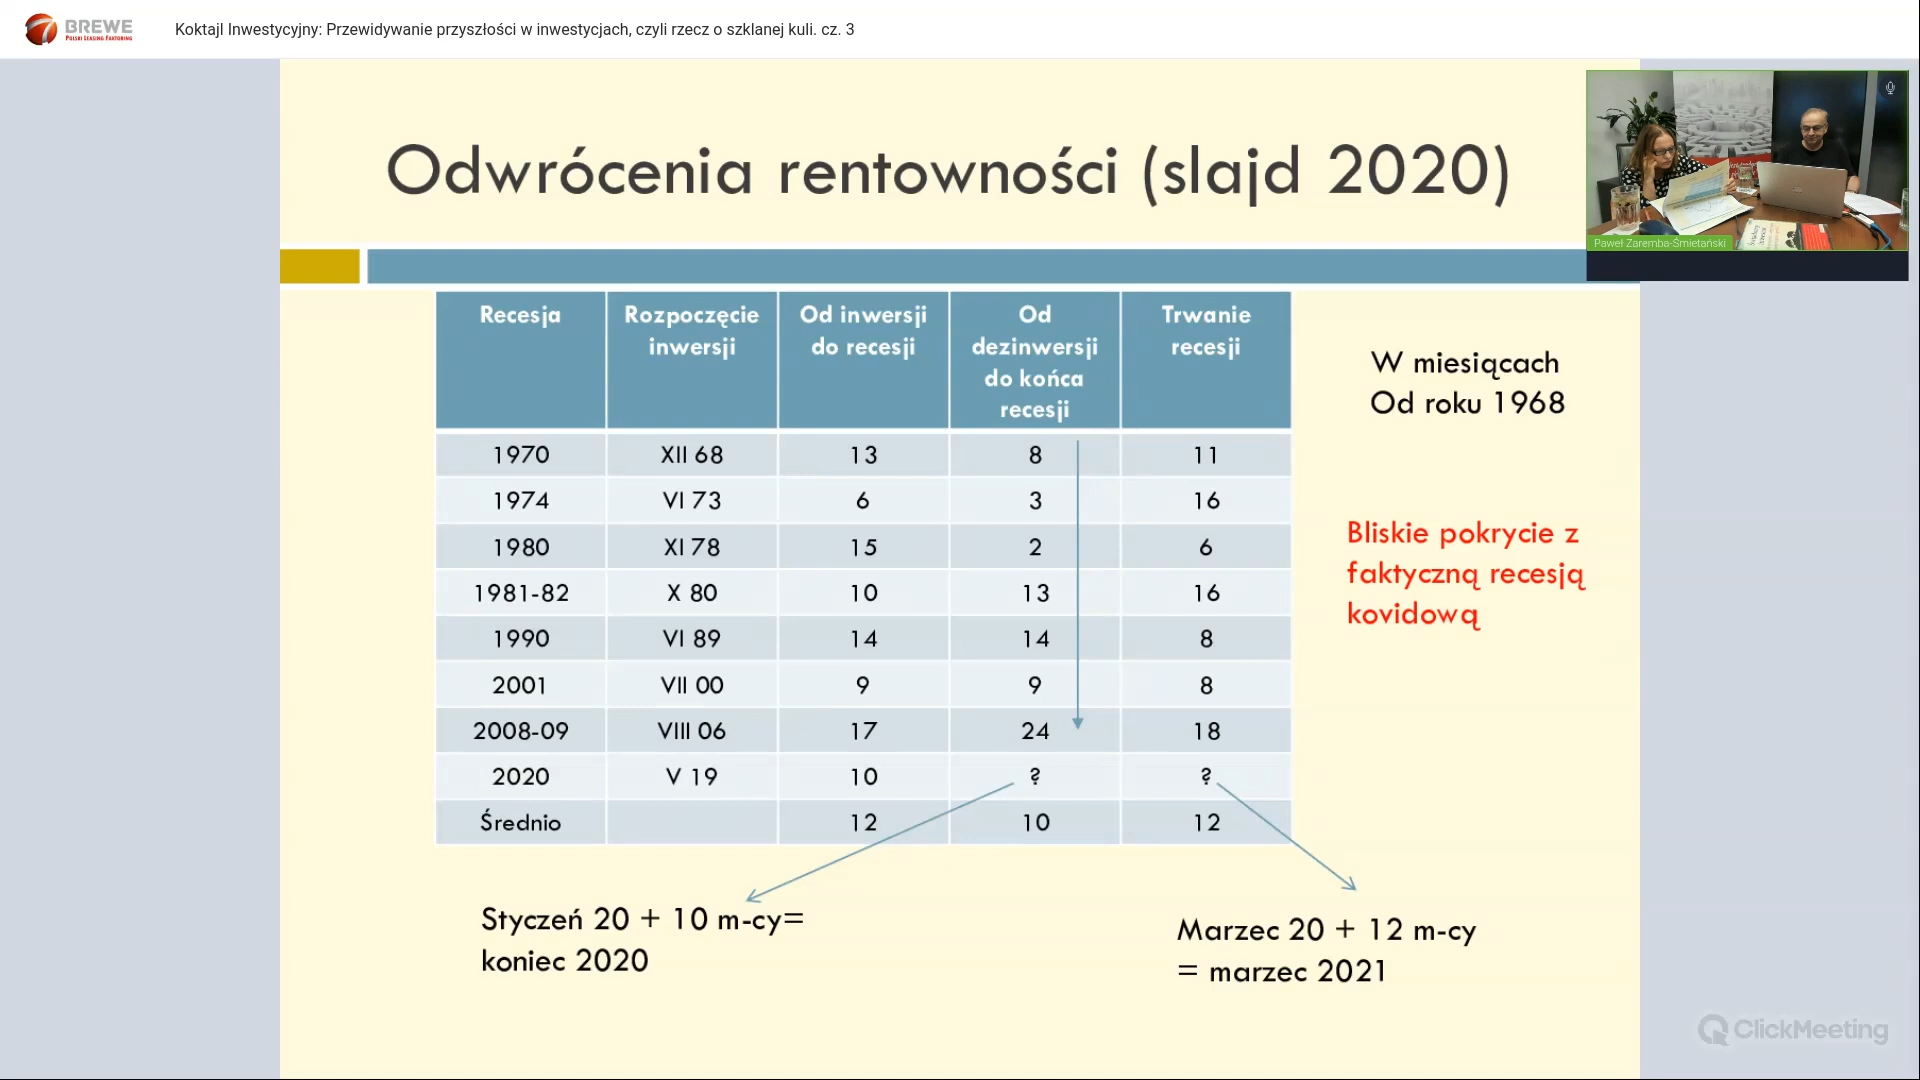 BREWE
POLSKI LEASING FAKTORING
Koktajl Inwestycyjny: Przewidywanie przyszłości w inwestycjach, czyli rzecz o szklanej kuli. cz. 3
Odwrócenia rentowności (slajd 2020)
Paweł Zaremba-Śmietański
Recesja Rozpoczęcie inwersji Od inwersji do recesji Od dezinwersji do końca recesji Trwanie recesji
1970 XII 68 13 8 11
1974 VI 73 6 3 16
1980 XI 78 15 2 6
1981-82 X 80 10 13 16
1990 VI 89 14 14 8
2001 VII 00 9 9 8
2008-09 VIII 06 17 24 18
2020 V 19 10 ? ?
Średnio 12 10 12
W miesiącach
Od roku 1968
Bliskie pokrycie z
faktyczną recesją
kovidową
Styczeń 20 + 10 m-cy=
koniec 2020
Marzec 20 + 12 m-cy
= marzec 2021
ClickMeeting